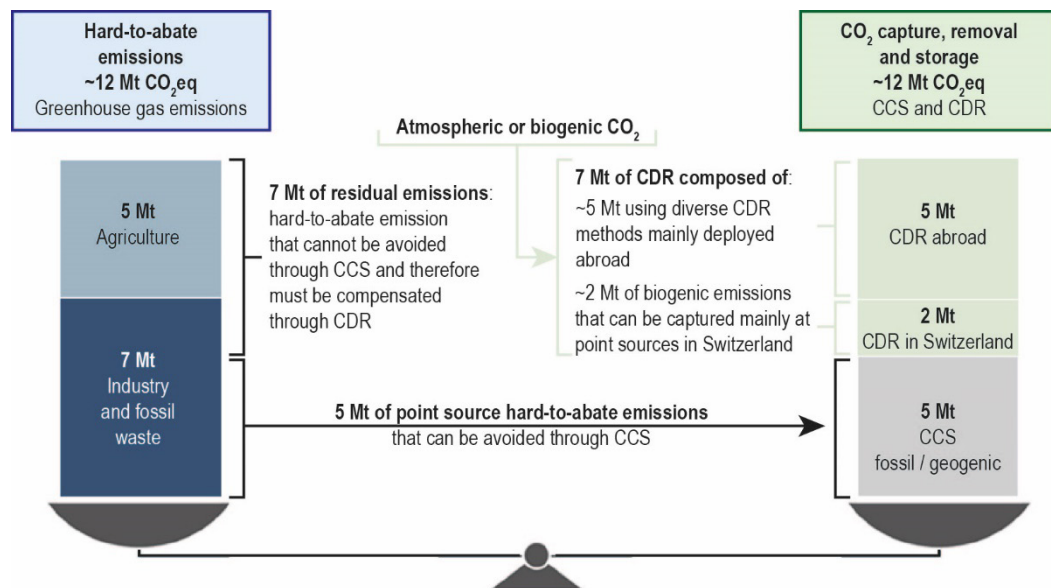 Hard-to-abate
emissions
~12 Mt CO₂eq
Greenhouse gas emissions
CO₂ capture, removal
and storage
~12 Mt CO₂eq
CCS and CDR
Atmospheric or biogenic CO₂
5 Mt
Agriculture
7 Mt
Industry
and fossil
waste
7 Mt of residual emissions:
hard-to-abate emission
that cannot be avoided
through CCS and therefore
must be compensated
through CDR
7 Mt of CDR composed of:
~5 Mt using diverse CDR
methods mainly deployed
abroad
~2 Mt of biogenic emissions
that can be captured mainly at
point sources in Switzerland
5 Mt
CDR abroad
2 Mt
CDR in Switzerland
5 Mt of point source hard-to-abate emissions
that can be avoided through CCS
5 Mt
CCS
fossil / geogenic